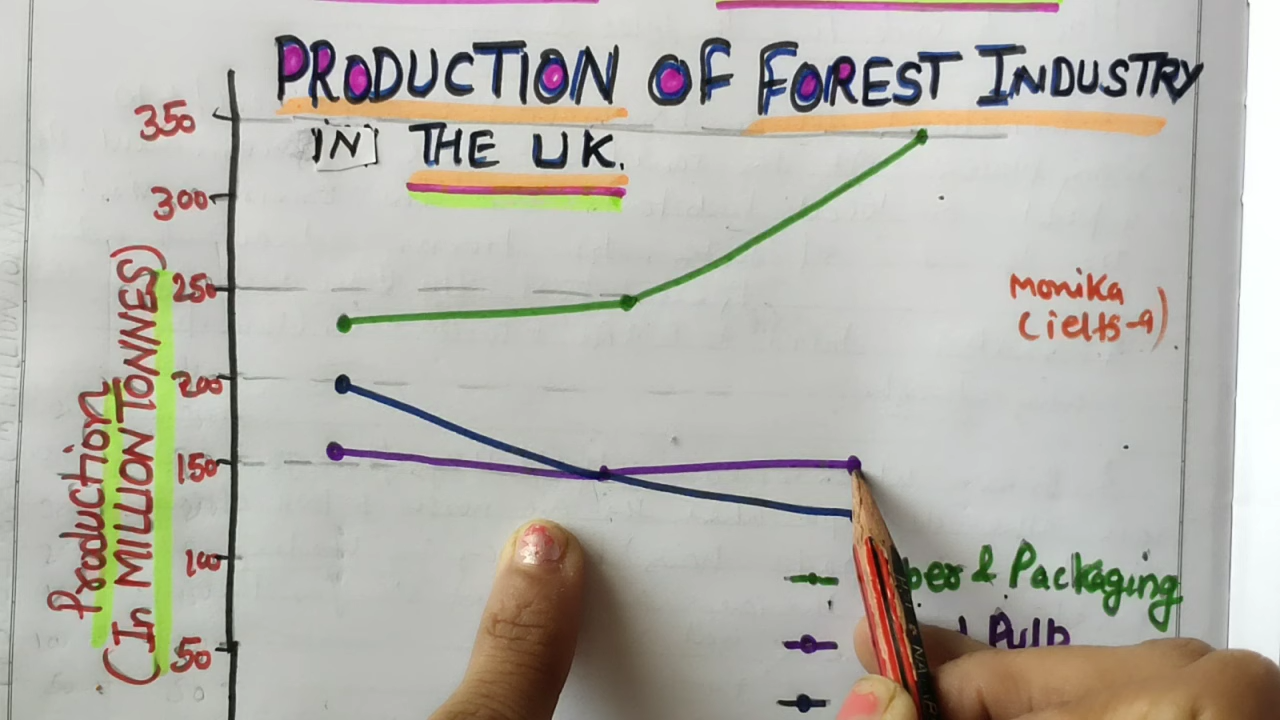 PRODUCTION OF FOREST INDUSTRY
IN THE UK.
350
300
250
200
150
100
50
Production
(In MILLION TONNES)
Monika
(ielts-9)
& Packaging
Pulp